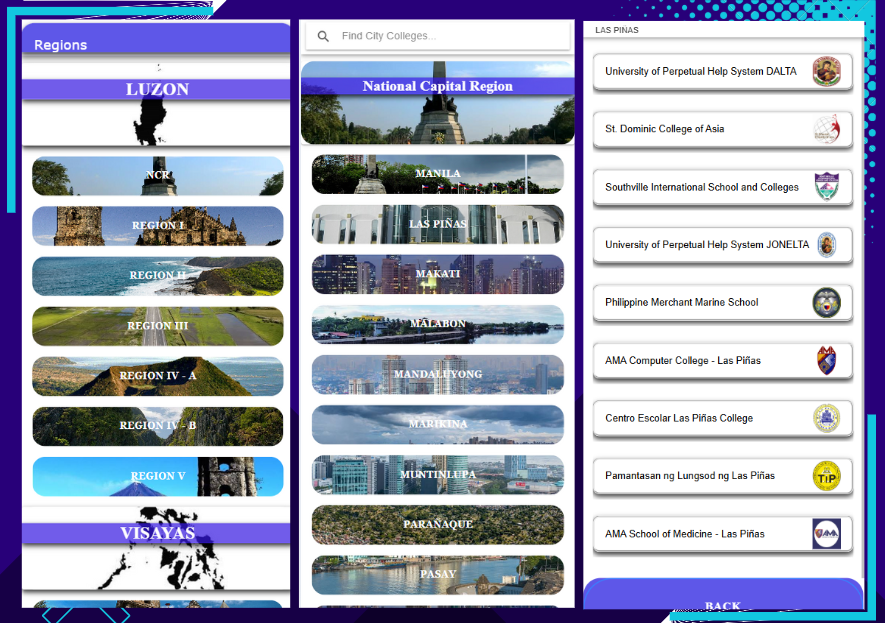 Regions
LUZON
NCR
REGION I
REGION II
REGION III
REGION IV - A
REGION IV - B
REGION V
VISAYAS
Find City Colleges...
National Capital Region
MANILA
LAS PIÑAS
MAKATI
MALABON
MANDALUYONG
MARIKINA
MUNTINLUPA
PARAÑAQUE
PASAY
LAS PINAS
University of Perpetual Help System DALTA
St. Dominic College of Asia
Southville International School and Colleges
University of Perpetual Help System JONELTA
Philippine Merchant Marine School
AMA Computer College - Las Piñas
Centro Escolar Las Piñas College
Pamantasan ng Lungsod ng Las Piñas
TIP
AMA School of Medicine - Las Piñas
AMA
BACK